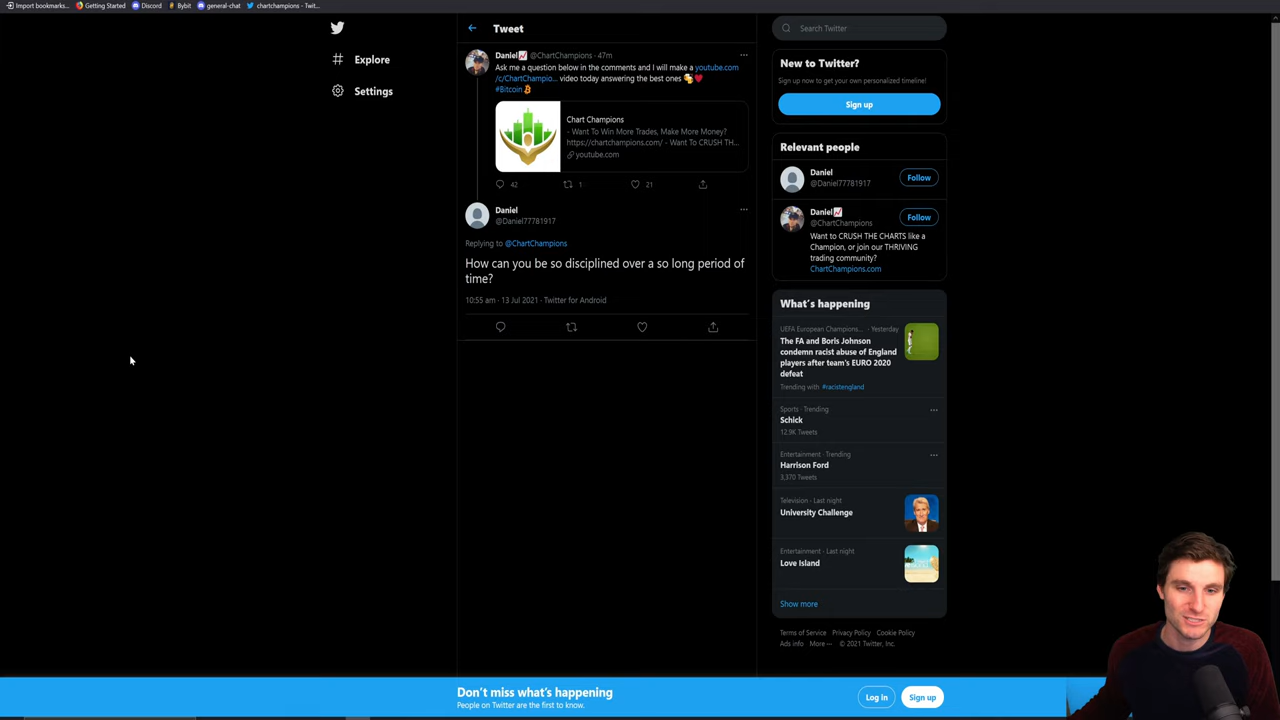 Import bookmarks...
Getting Started
Discord
Bybit
general-chat
chartchampions - Twit...
Explore
Settings
Tweet
Daniel📈 @ChartChampions · 47m
Ask me a question below in the comments and I will make a youtube.com
/c/ChartChampio... video today answering the best ones
#Bitcoin
Chart Champions
- Want To Win More Trades, Make More Money?
https://chartchampions.com/ - Want To CRUSH TH...
youtube.com
42
1
21
Daniel
@Daniel77781917
Replying to @ChartChampions
How can you be so disciplined over a so long period of
time?
10:55 am · 13 Jul 2021 · Twitter for Android
Search Twitter
New to Twitter?
Sign up now to get your own personalized timeline!
Sign up
Relevant people
Daniel
@Daniel77781917
Follow
Daniel📈
@ChartChampions
Follow
Want to CRUSH THE CHARTS like a
Champion, or join our THRIVING
trading community?
ChartChampions.com
What's happening
UEFA European Champions... · Yesterday
The FA and Boris Johnson
condemn racist abuse of England
players after team's EURO 2020
defeat
Trending with #racistengland
Sports · Trending
Schick
12.9K Tweets
Entertainment · Trending
Harrison Ford
3,370 Tweets
Television · Last night
University Challenge
Entertainment · Last night
Love Island
Show more
Terms of Service Privacy Policy Cookie Policy
Ads info More ··· © 2021 Twitter, Inc.
Don't miss what's happening
People on Twitter are the first to know.
Log in
Sign up